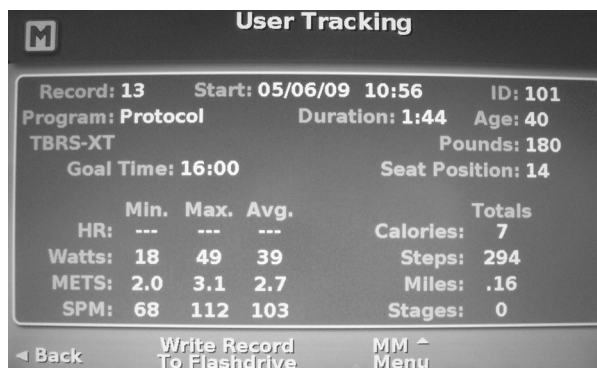 M
User Tracking
Record: 13 Start: 05/06/09 10:56 ID: 101
Program: Protocol Duration: 1:44 Age: 40
TBRS-XT Pounds: 180
Goal Time: 16:00 Seat Position: 14
Min. Max. Avg. Totals
HR: --- --- --- Calories: 7
Watts: 18 49 39 Steps: 294
METS: 2.0 3.1 2.7 Miles: .16
SPM: 68 112 103 Stages: 0
◄ Back Write Record MM
To Flashdrive Menu